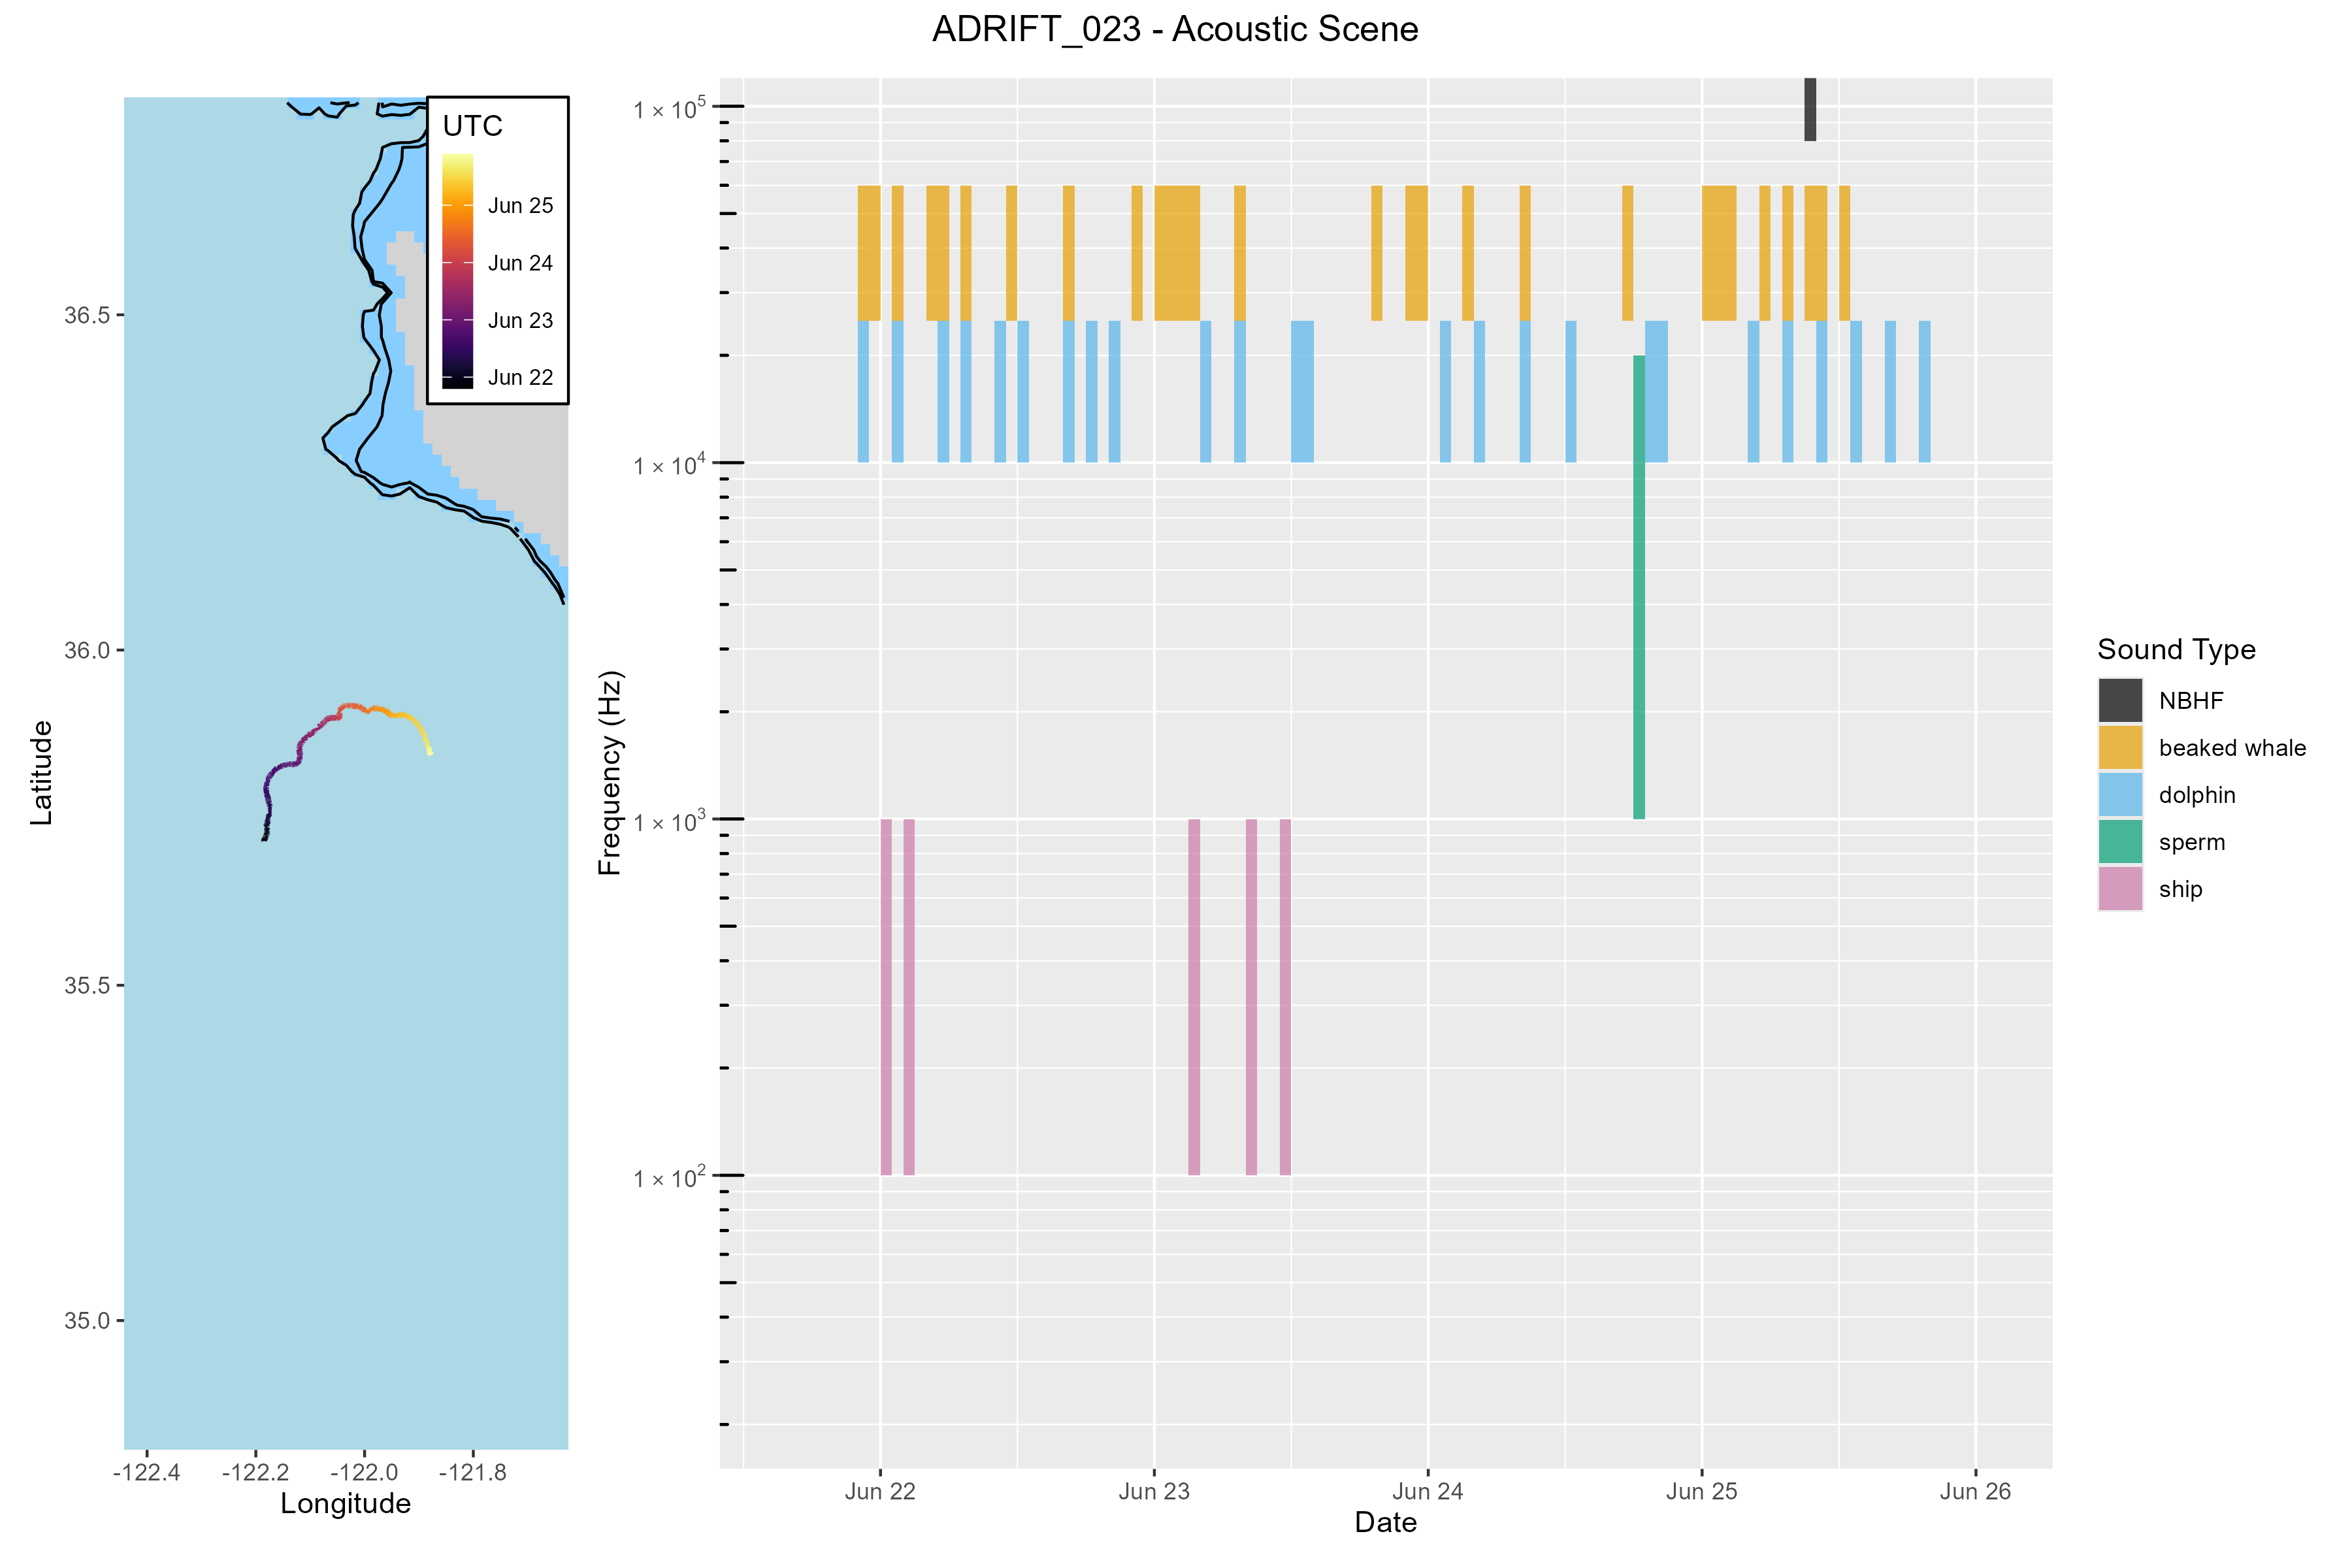 ADRIFT_023 - Acoustic Scene
UTC
Jun 25
Jun 24
Jun 23
Jun 22
36.5
36.0
35.5
35.0
Latitude
-122.4
-122.2
-122.0
-121.8
Longitude
1 × 10⁵
1 × 10⁴
1 × 10³
1 × 10²
Frequency (Hz)
Jun 22
Jun 23
Jun 24
Jun 25
Jun 26
Date
Sound Type
NBHF
beaked whale
dolphin
sperm
ship